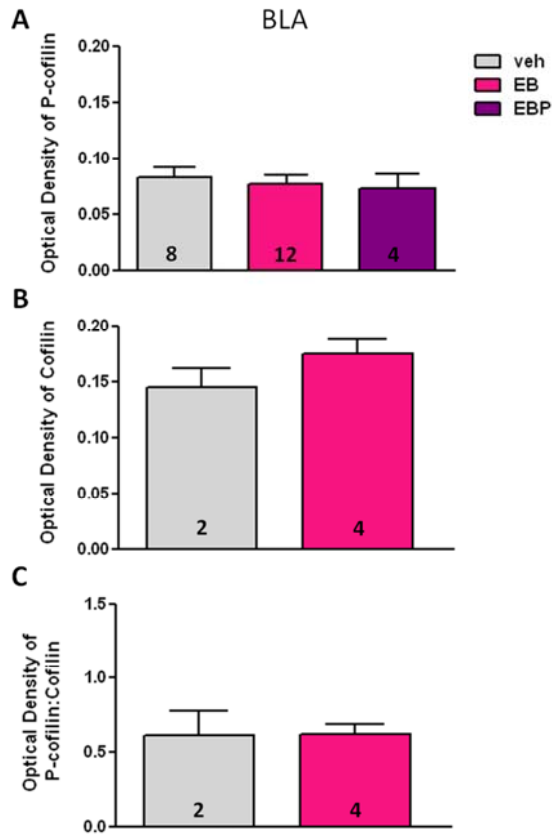 A
BLA
Optical Density of P-cofilin
0.20
0.15
0.10
0.05
0.00
8
12
4
veh
EB
EBP
B
Optical Density of Cofilin
0.20
0.15
0.10
0.05
0.00
2
4
C
Optical Density of
P-cofilin:Cofilin
1.5
1.0
0.5
0.0
2
4